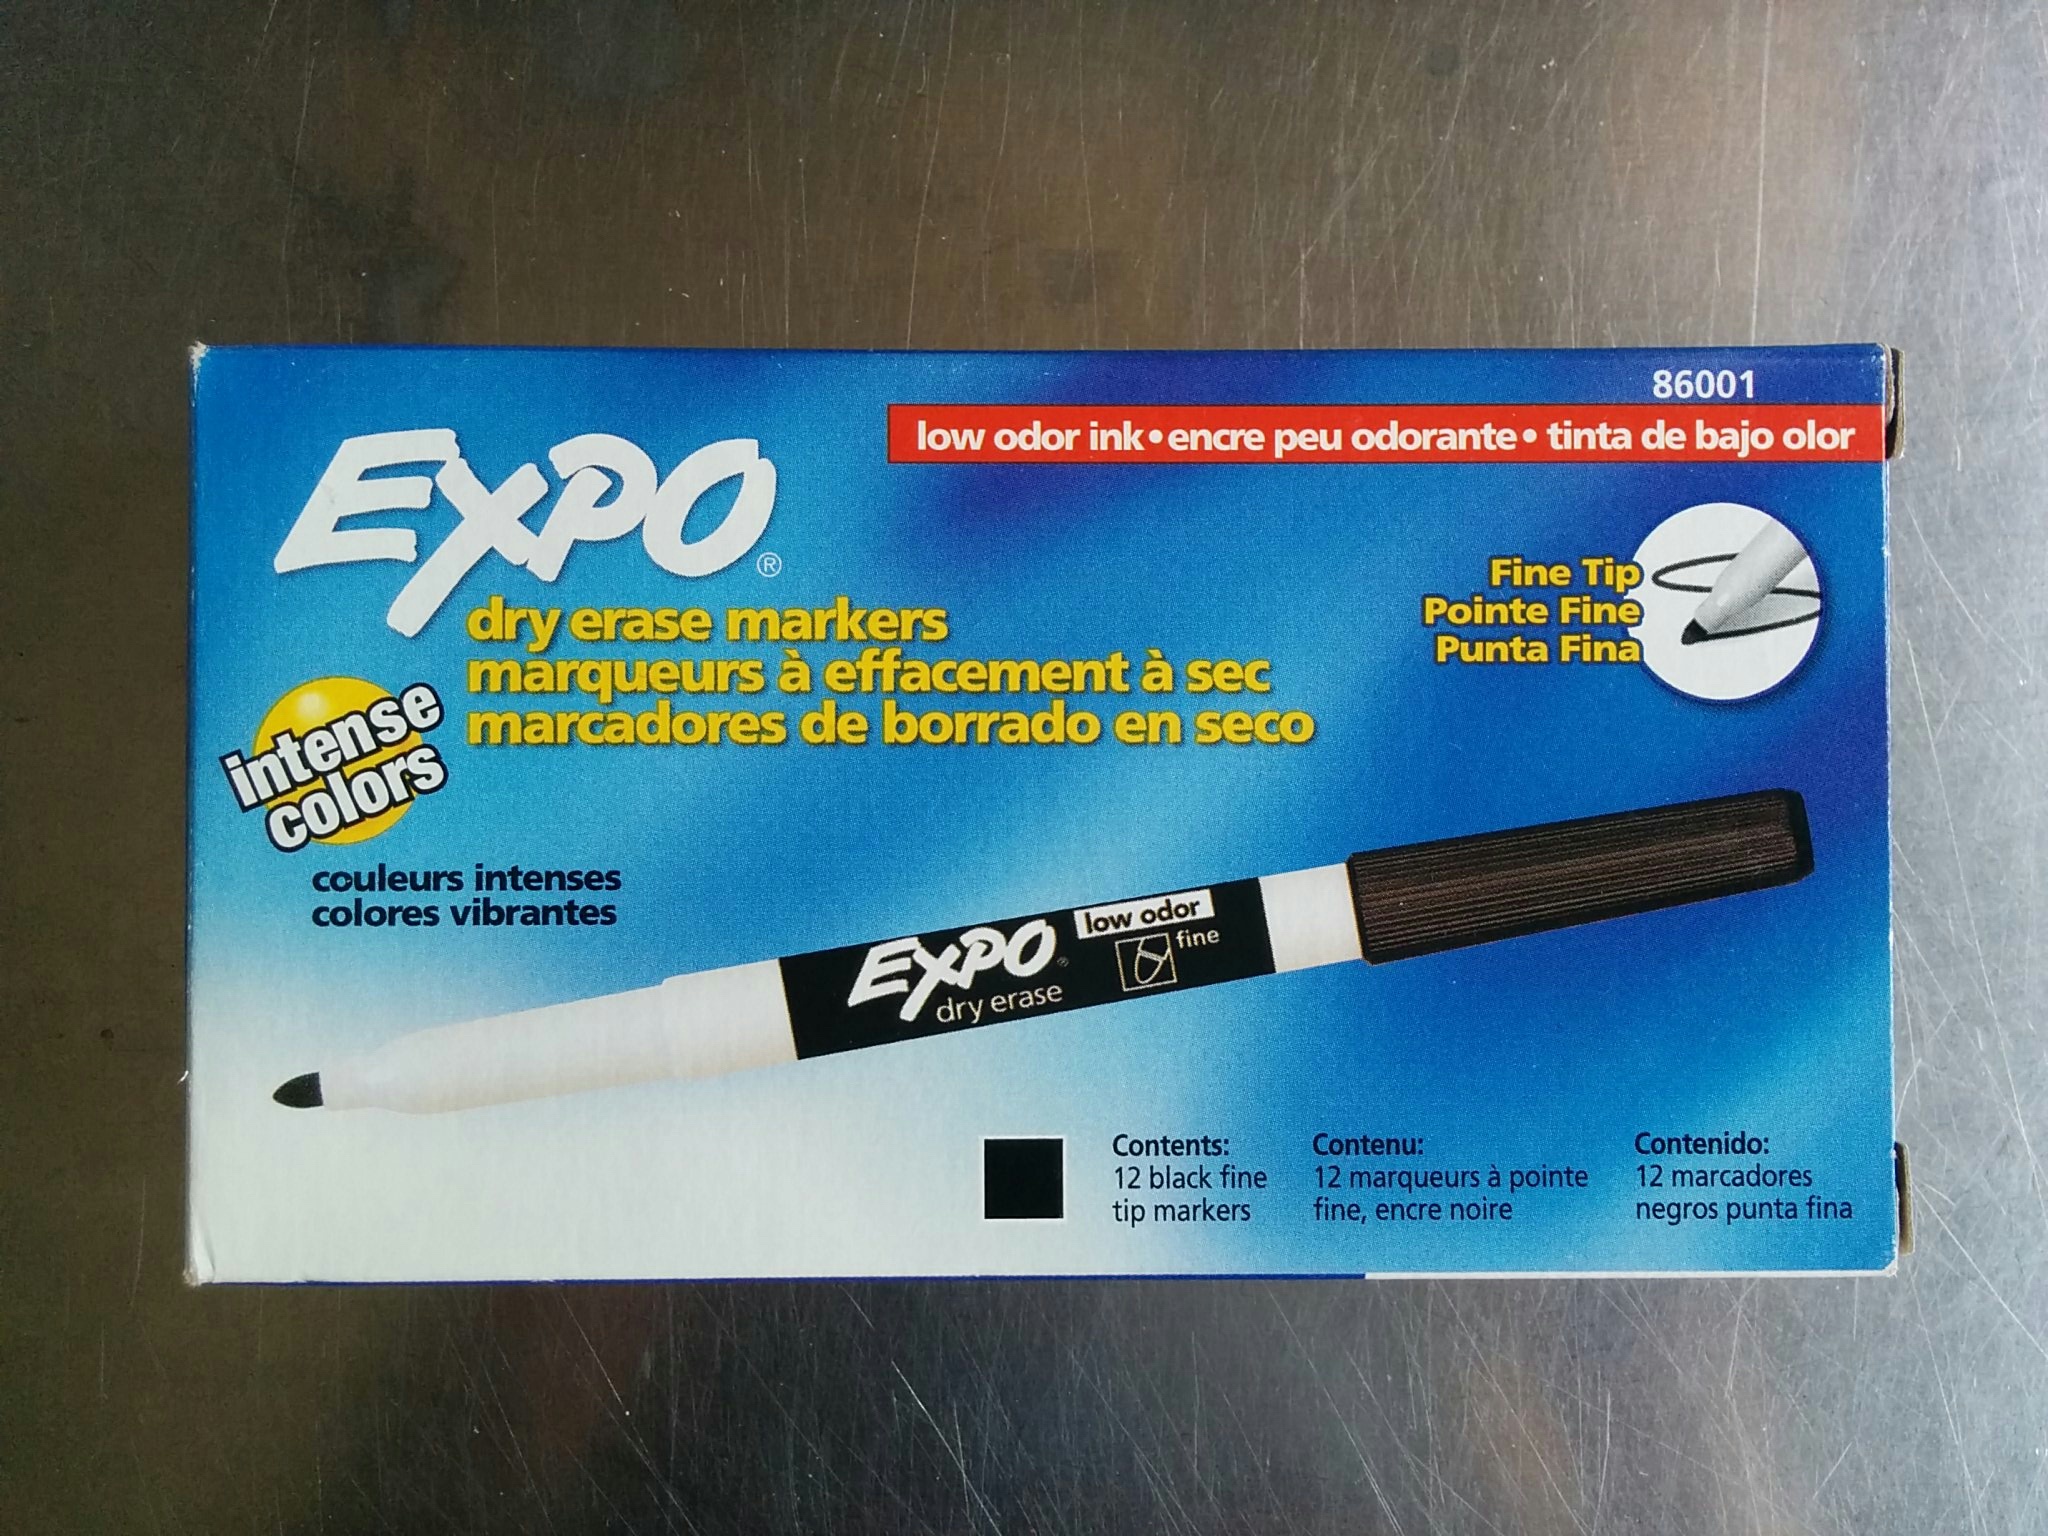 86001
low odor ink • encre peu odorante • tinta de bajo olor
EXPO®
dry erase markers
marqueurs à effacement à sec
marcadores de borrado en seco
Fine Tip
Pointe Fine
Punta Fina
intense
colors
couleurs intenses
colores vibrantes
EXPO®
dry erase
low odor
fine
Contents:
12 black fine
tip markers
Contenu:
12 marqueurs à pointe
fine, encre noire
Contenido:
12 marcadores
negros punta fina